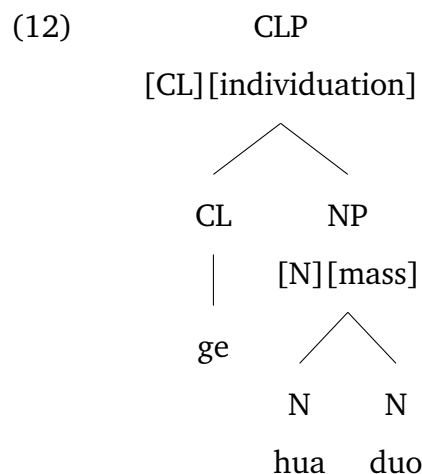 (12) CLP
[CL][individuation]
CL NP
[N][mass]
ge
N N
hua duo